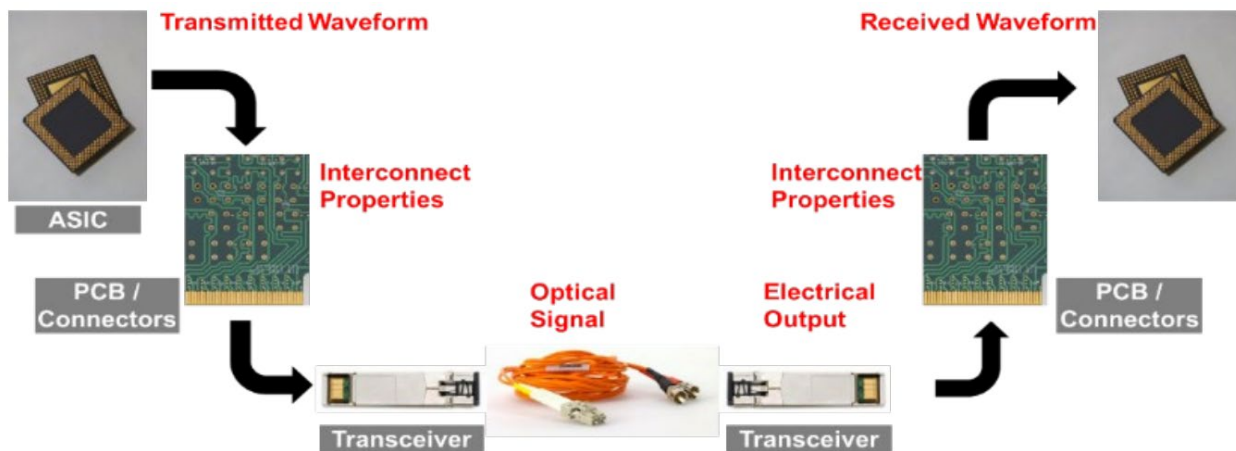 Transmitted Waveform
Received Waveform
Interconnect
Properties
Interconnect
Properties
ASIC
PCB /
Connectors
Optical
Signal
Electrical
Output
PCB /
Connectors
Transceiver
Transceiver